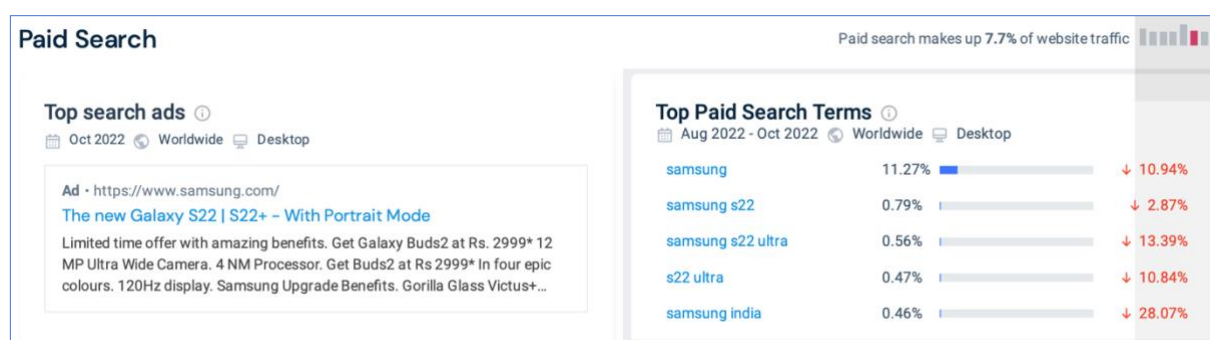 Paid Search
Paid search makes up 7.7% of website traffic
Top search ads
Oct 2022 Worldwide Desktop
Ad · https://www.samsung.com/
The new Galaxy S22 | S22+ – With Portrait Mode
Limited time offer with amazing benefits. Get Galaxy Buds2 at Rs. 2999* 12
MP Ultra Wide Camera. 4 NM Processor. Get Buds2 at Rs 2999* In four epic
colours. 120Hz display. Samsung Upgrade Benefits. Gorilla Glass Victus+...
Top Paid Search Terms
Aug 2022 - Oct 2022 Worldwide Desktop
samsung 11.27% ↓ 10.94%
samsung s22 0.79% ↓ 2.87%
samsung s22 ultra 0.56% ↓ 13.39%
s22 ultra 0.47% ↓ 10.84%
samsung india 0.46% ↓ 28.07%